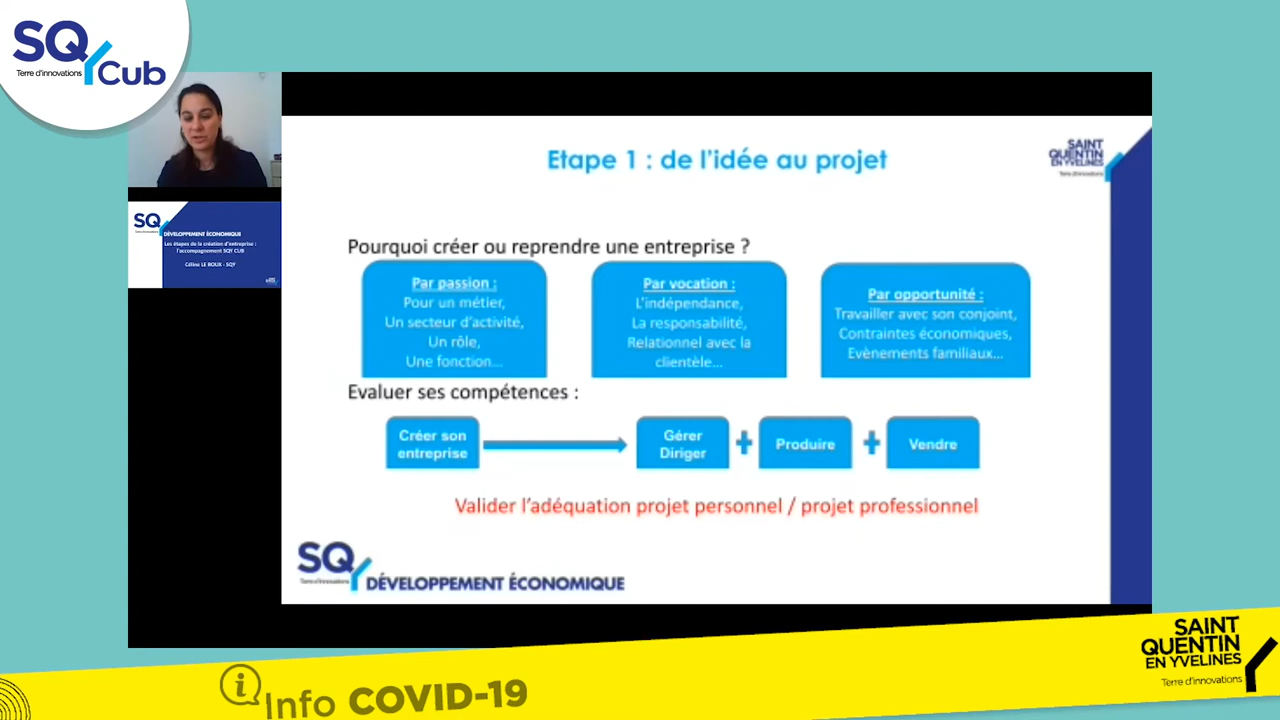 SQY Cub
Terre d'innovations
SQY
DÉVELOPPEMENT ÉCONOMIQUE
Les étapes de la création d'entreprise :
l'accompagnement SQY CUB
Céline LE ROUX - SQY
Etape 1 : de l'idée au projet
SAINT
QUENTIN
EN YVELINES
Terre d'innovations
Pourquoi créer ou reprendre une entreprise ?
Par passion :
Pour un métier,
Un secteur d'activité,
Un rôle,
Une fonction...
Par vocation :
L'indépendance,
La responsabilité,
Relationnel avec la
clientèle...
Par opportunité :
Travailler avec son conjoint,
Contraintes économiques,
Evènements familiaux...
Evaluer ses compétences :
Créer son
entreprise
Gérer
Diriger
+
Produire
+
Vendre
Valider l'adéquation projet personnel / projet professionnel
SQY
Terre d'innovations
DÉVELOPPEMENT ÉCONOMIQUE
i Info COVID-19
SAINT
QUENTIN
EN YVELINES
Terre d'innovations